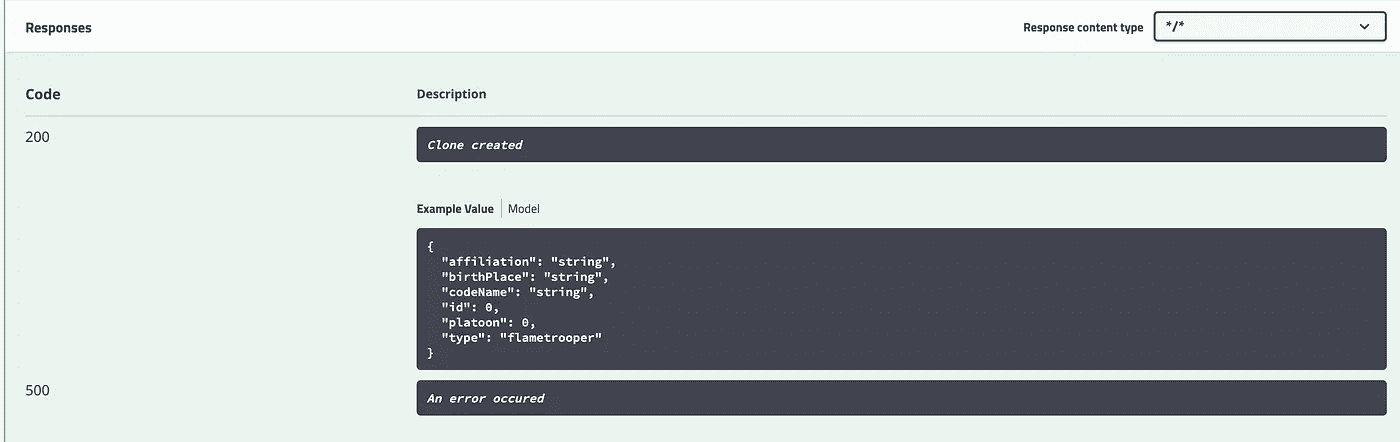 Responses
Response content type */*
Code Description
200 Clone created
Example Value Model
{
"affiliation": "string",
"birthPlace": "string",
"codeName": "string",
"id": 0,
"platoon": 0,
"type": "flametrooper"
}
500 An error occured